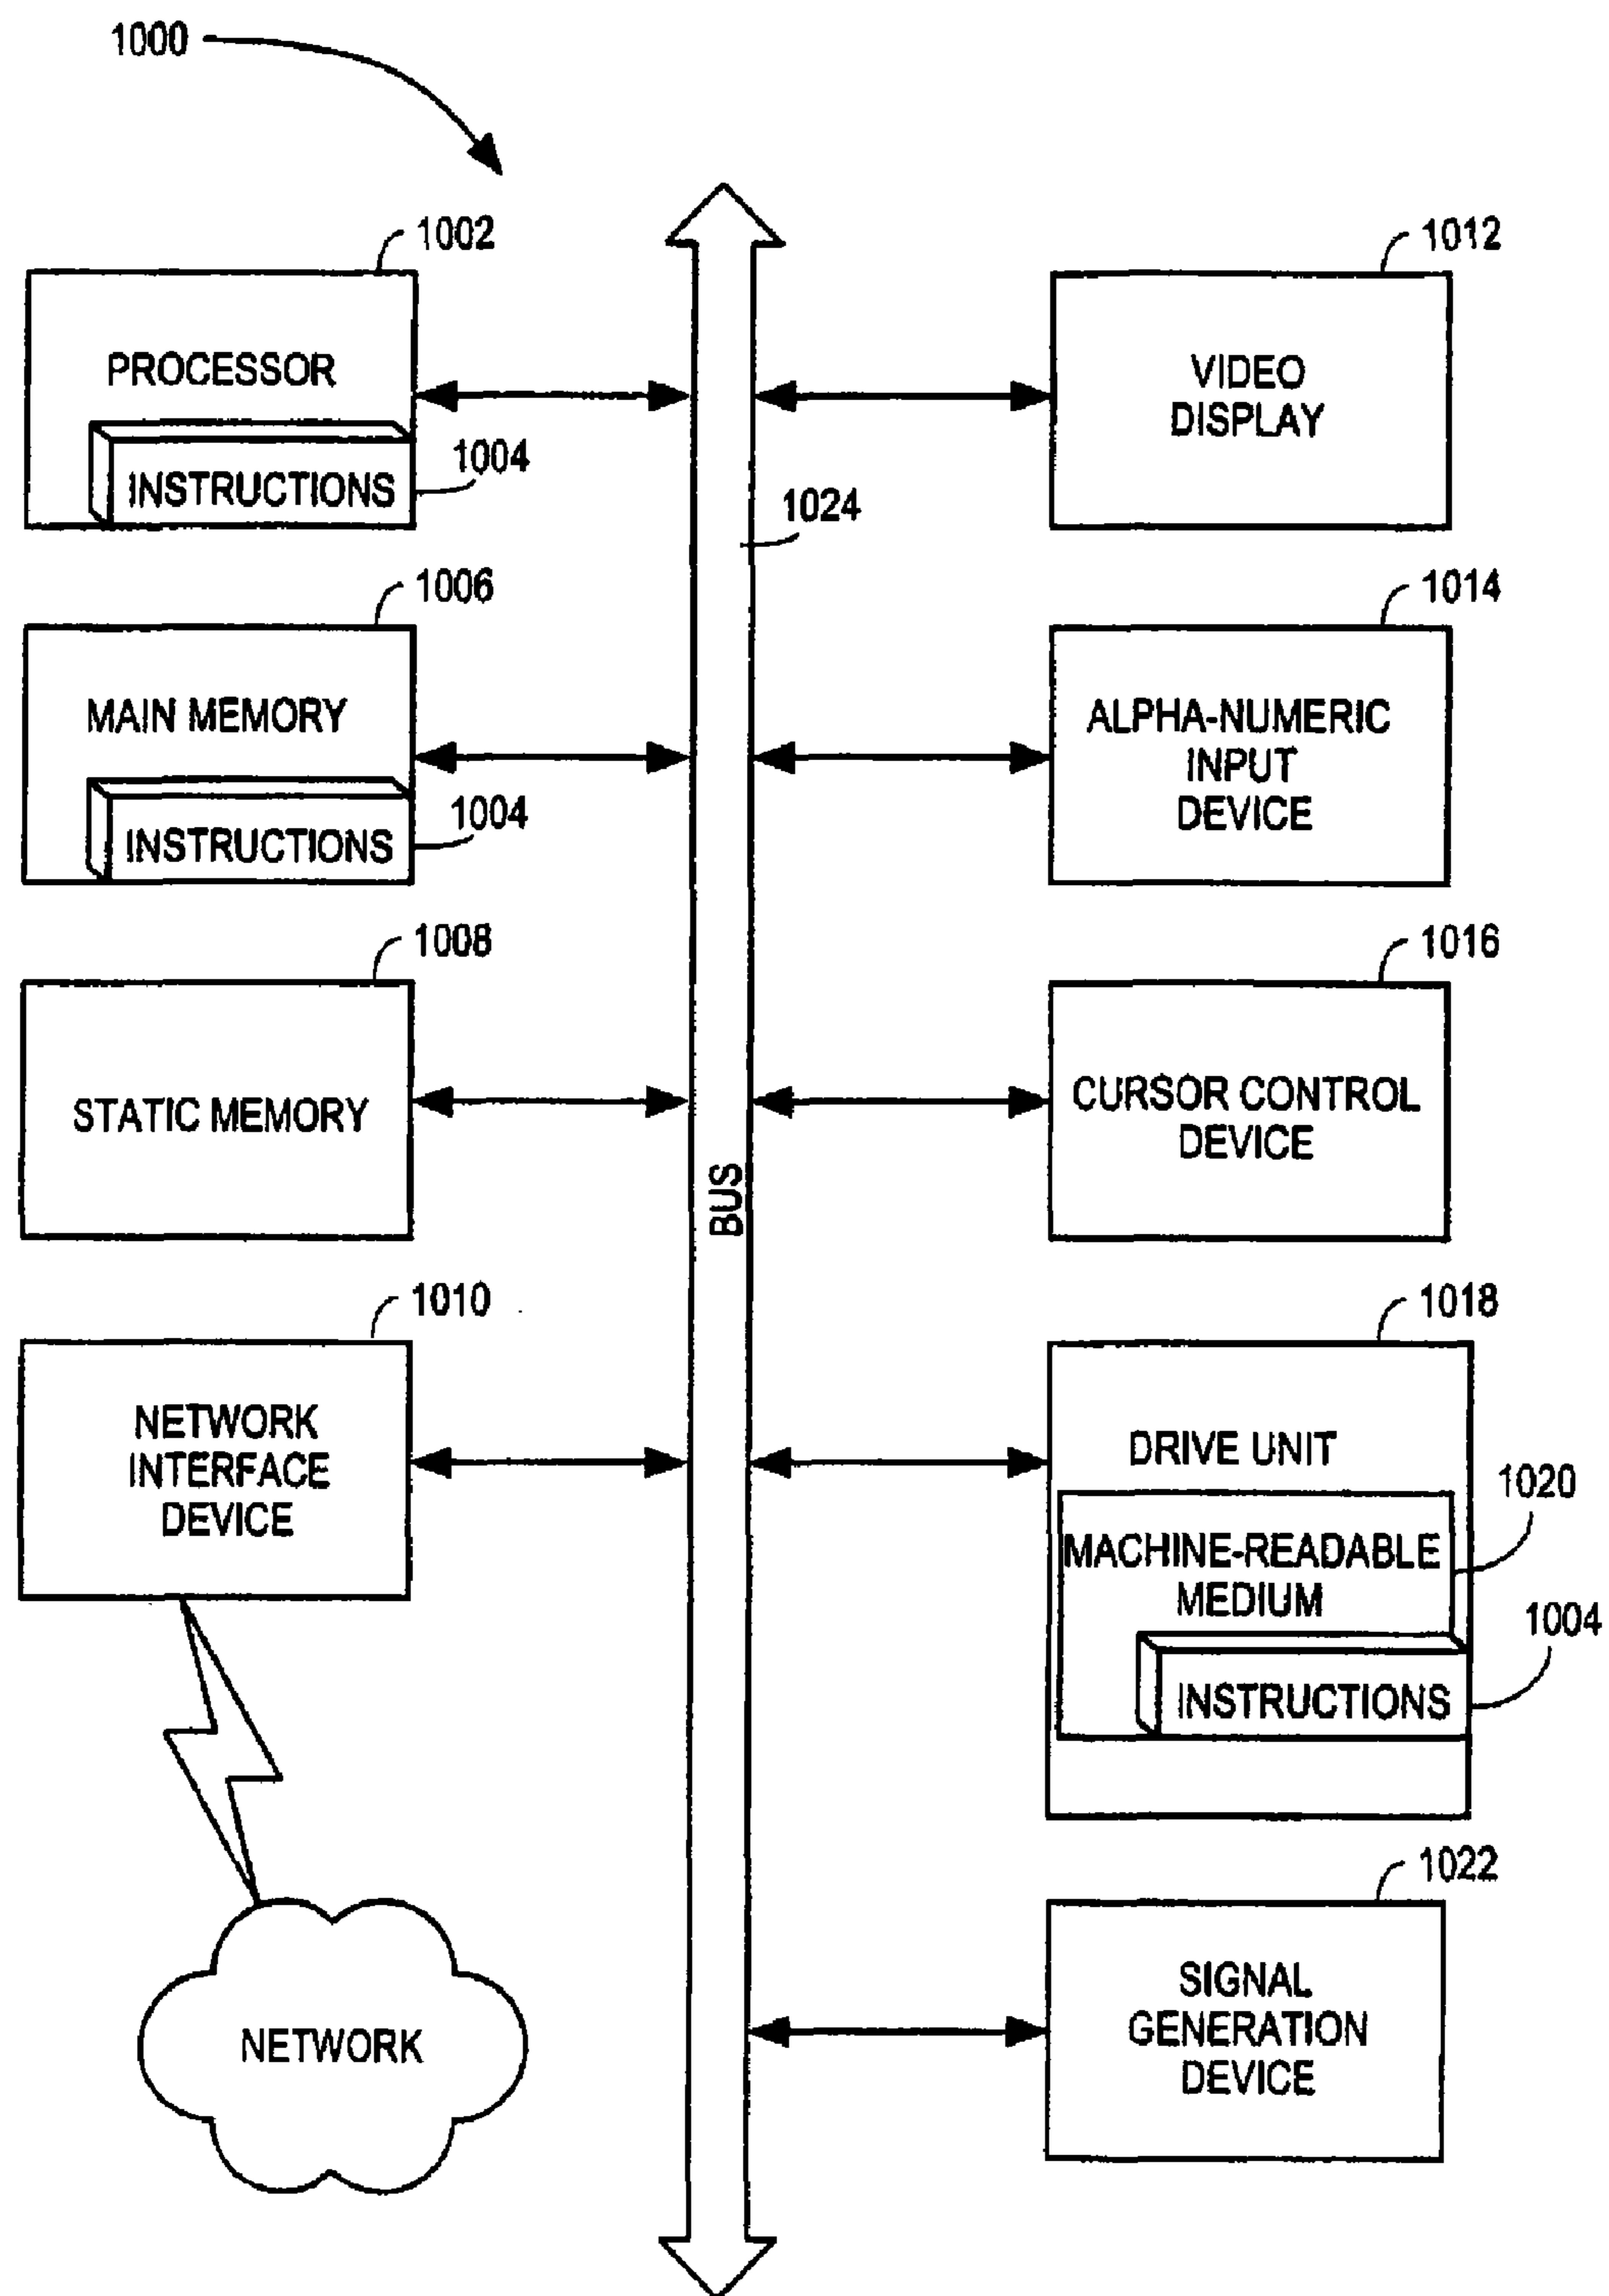 1000
1002
PROCESSOR
INSTRUCTIONS
1004
1006
MAIN MEMORY
INSTRUCTIONS
1004
1008
STATIC MEMORY
1010
NETWORK
INTERFACE
DEVICE
NETWORK
1024
BUS
1012
VIDEO
DISPLAY
1014
ALPHA-NUMERIC
INPUT
DEVICE
1016
CURSOR CONTROL
DEVICE
1018
DRIVE UNIT
1020
MACHINE-READABLE
MEDIUM
1004
INSTRUCTIONS
1022
SIGNAL
GENERATION
DEVICE